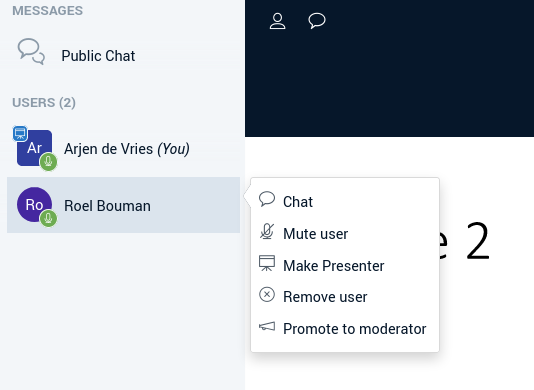 MESSAGES
Public Chat
USERS (2)
Ar
Arjen de Vries (You)
Ro
Roel Bouman
Chat
Mute user
Make Presenter
Remove user
Promote to moderator
e 2